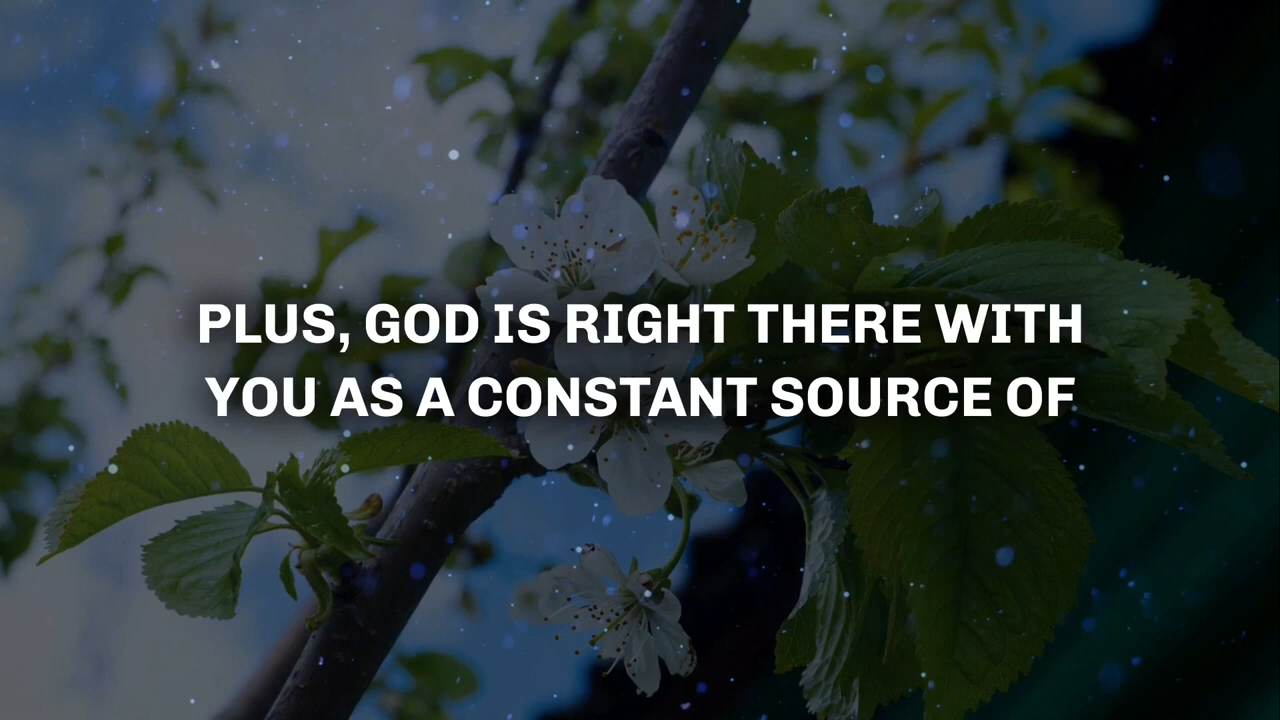 PLUS, GOD IS RIGHT THERE WITH
YOU AS A CONSTANT SOURCE OF